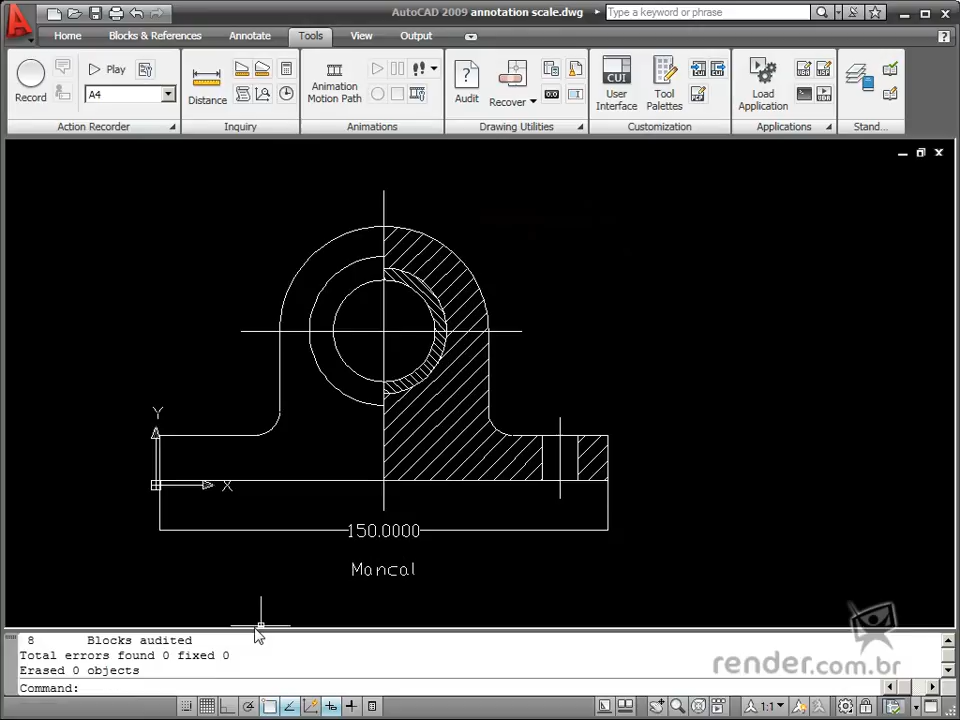 AutoCAD 2009 annotation scale.dwg
Type a keyword or phrase
Home
Blocks & References
Annotate
Tools
View
Output
Record
Play
A4
Action Recorder
Distance
Inquiry
Animation
Motion Path
Animations
Audit
Recover
Drawing Utilities
CUI
User
Interface
Tool
Palettes
Customization
Load
Application
Applications
Stand...
Y
X
150.0000
Mancal
8 Blocks audited
Total errors found 0 fixed 0
Erased 0 objects
Command:
render.com.br
1:1